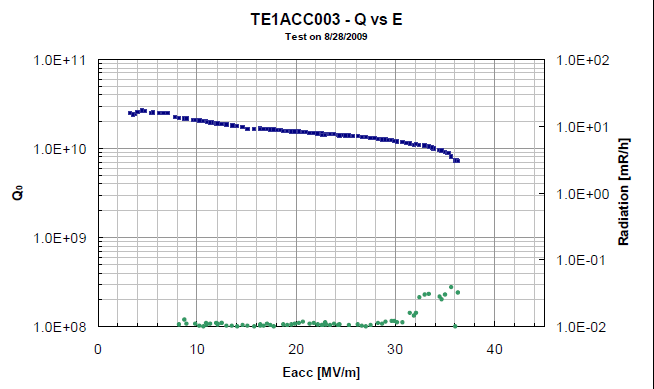 TE1ACC003 - Q vs E
Test on 8/28/2009
1.0E+11
1.0E+10
1.0E+09
1.0E+08
Q₀
1.0E+02
1.0E+01
1.0E+00
1.0E-01
1.0E-02
Radiation [mR/h]
0 10 20 30 40
Eacc [MV/m]